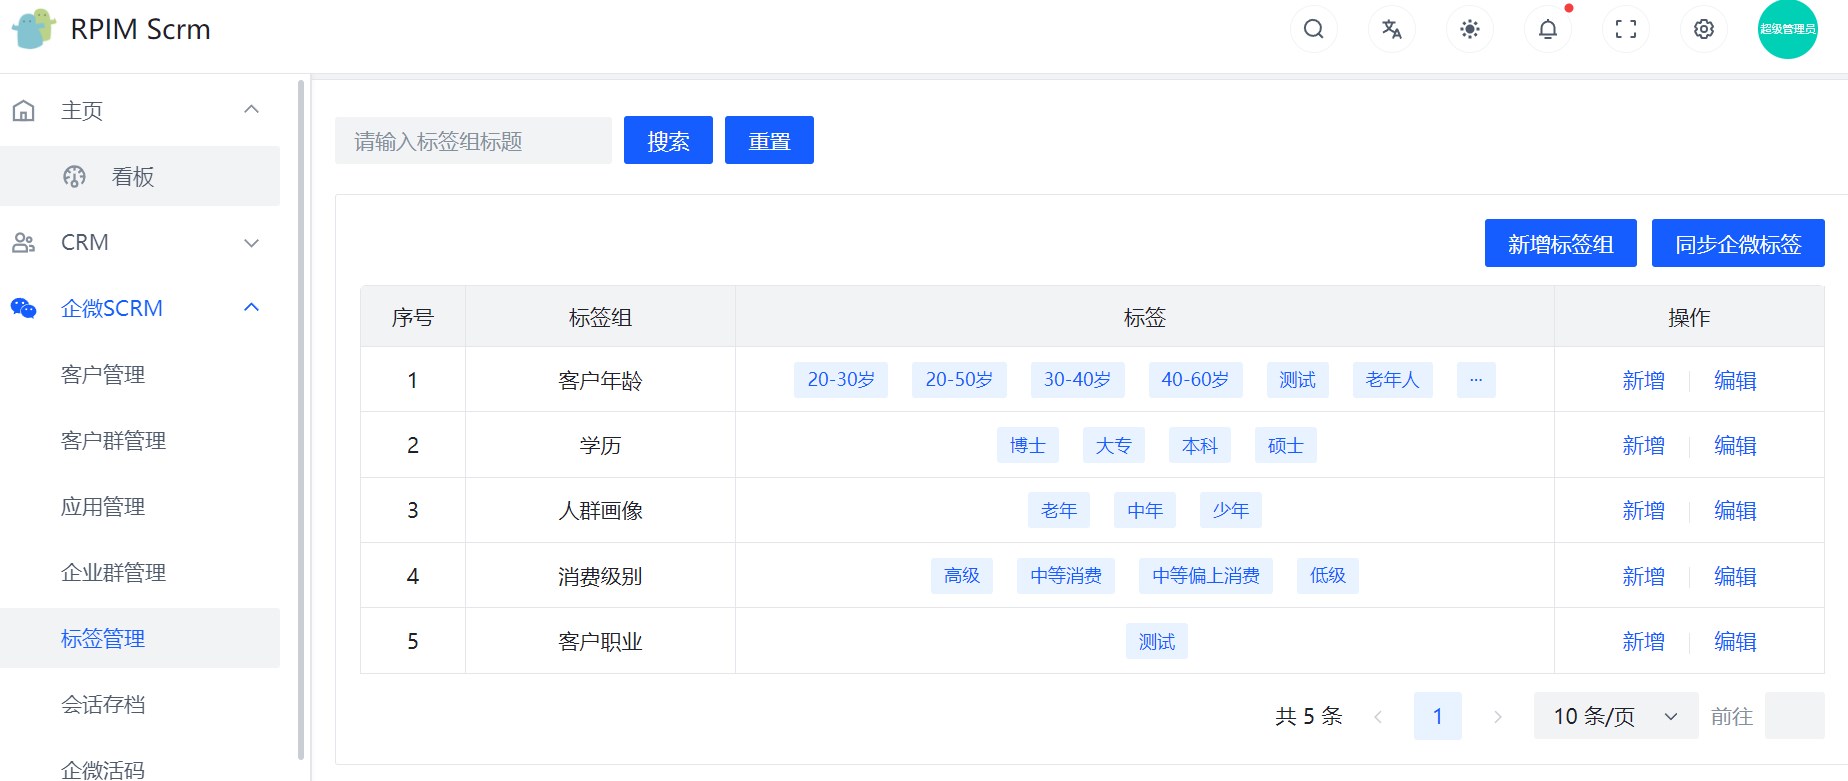 RPIM Scrm
超级管理员
主页
看板
CRM
企微SCRM
客户管理
客户群管理
应用管理
企业群管理
标签管理
会话存档
企微活码
请输入标签组标题 搜索 重置
新增标签组 同步企微标签
序号 标签组 标签 操作
1 客户年龄 20-30岁 20-50岁 30-40岁 40-60岁 测试 老年人 ... 新增 编辑
2 学历 博士 大专 本科 硕士 新增 编辑
3 人群画像 老年 中年 少年 新增 编辑
4 消费级别 高级 中等消费 中等偏上消费 低级 新增 编辑
5 客户职业 测试 新增 编辑
共 5 条 1 10 条/页 前往